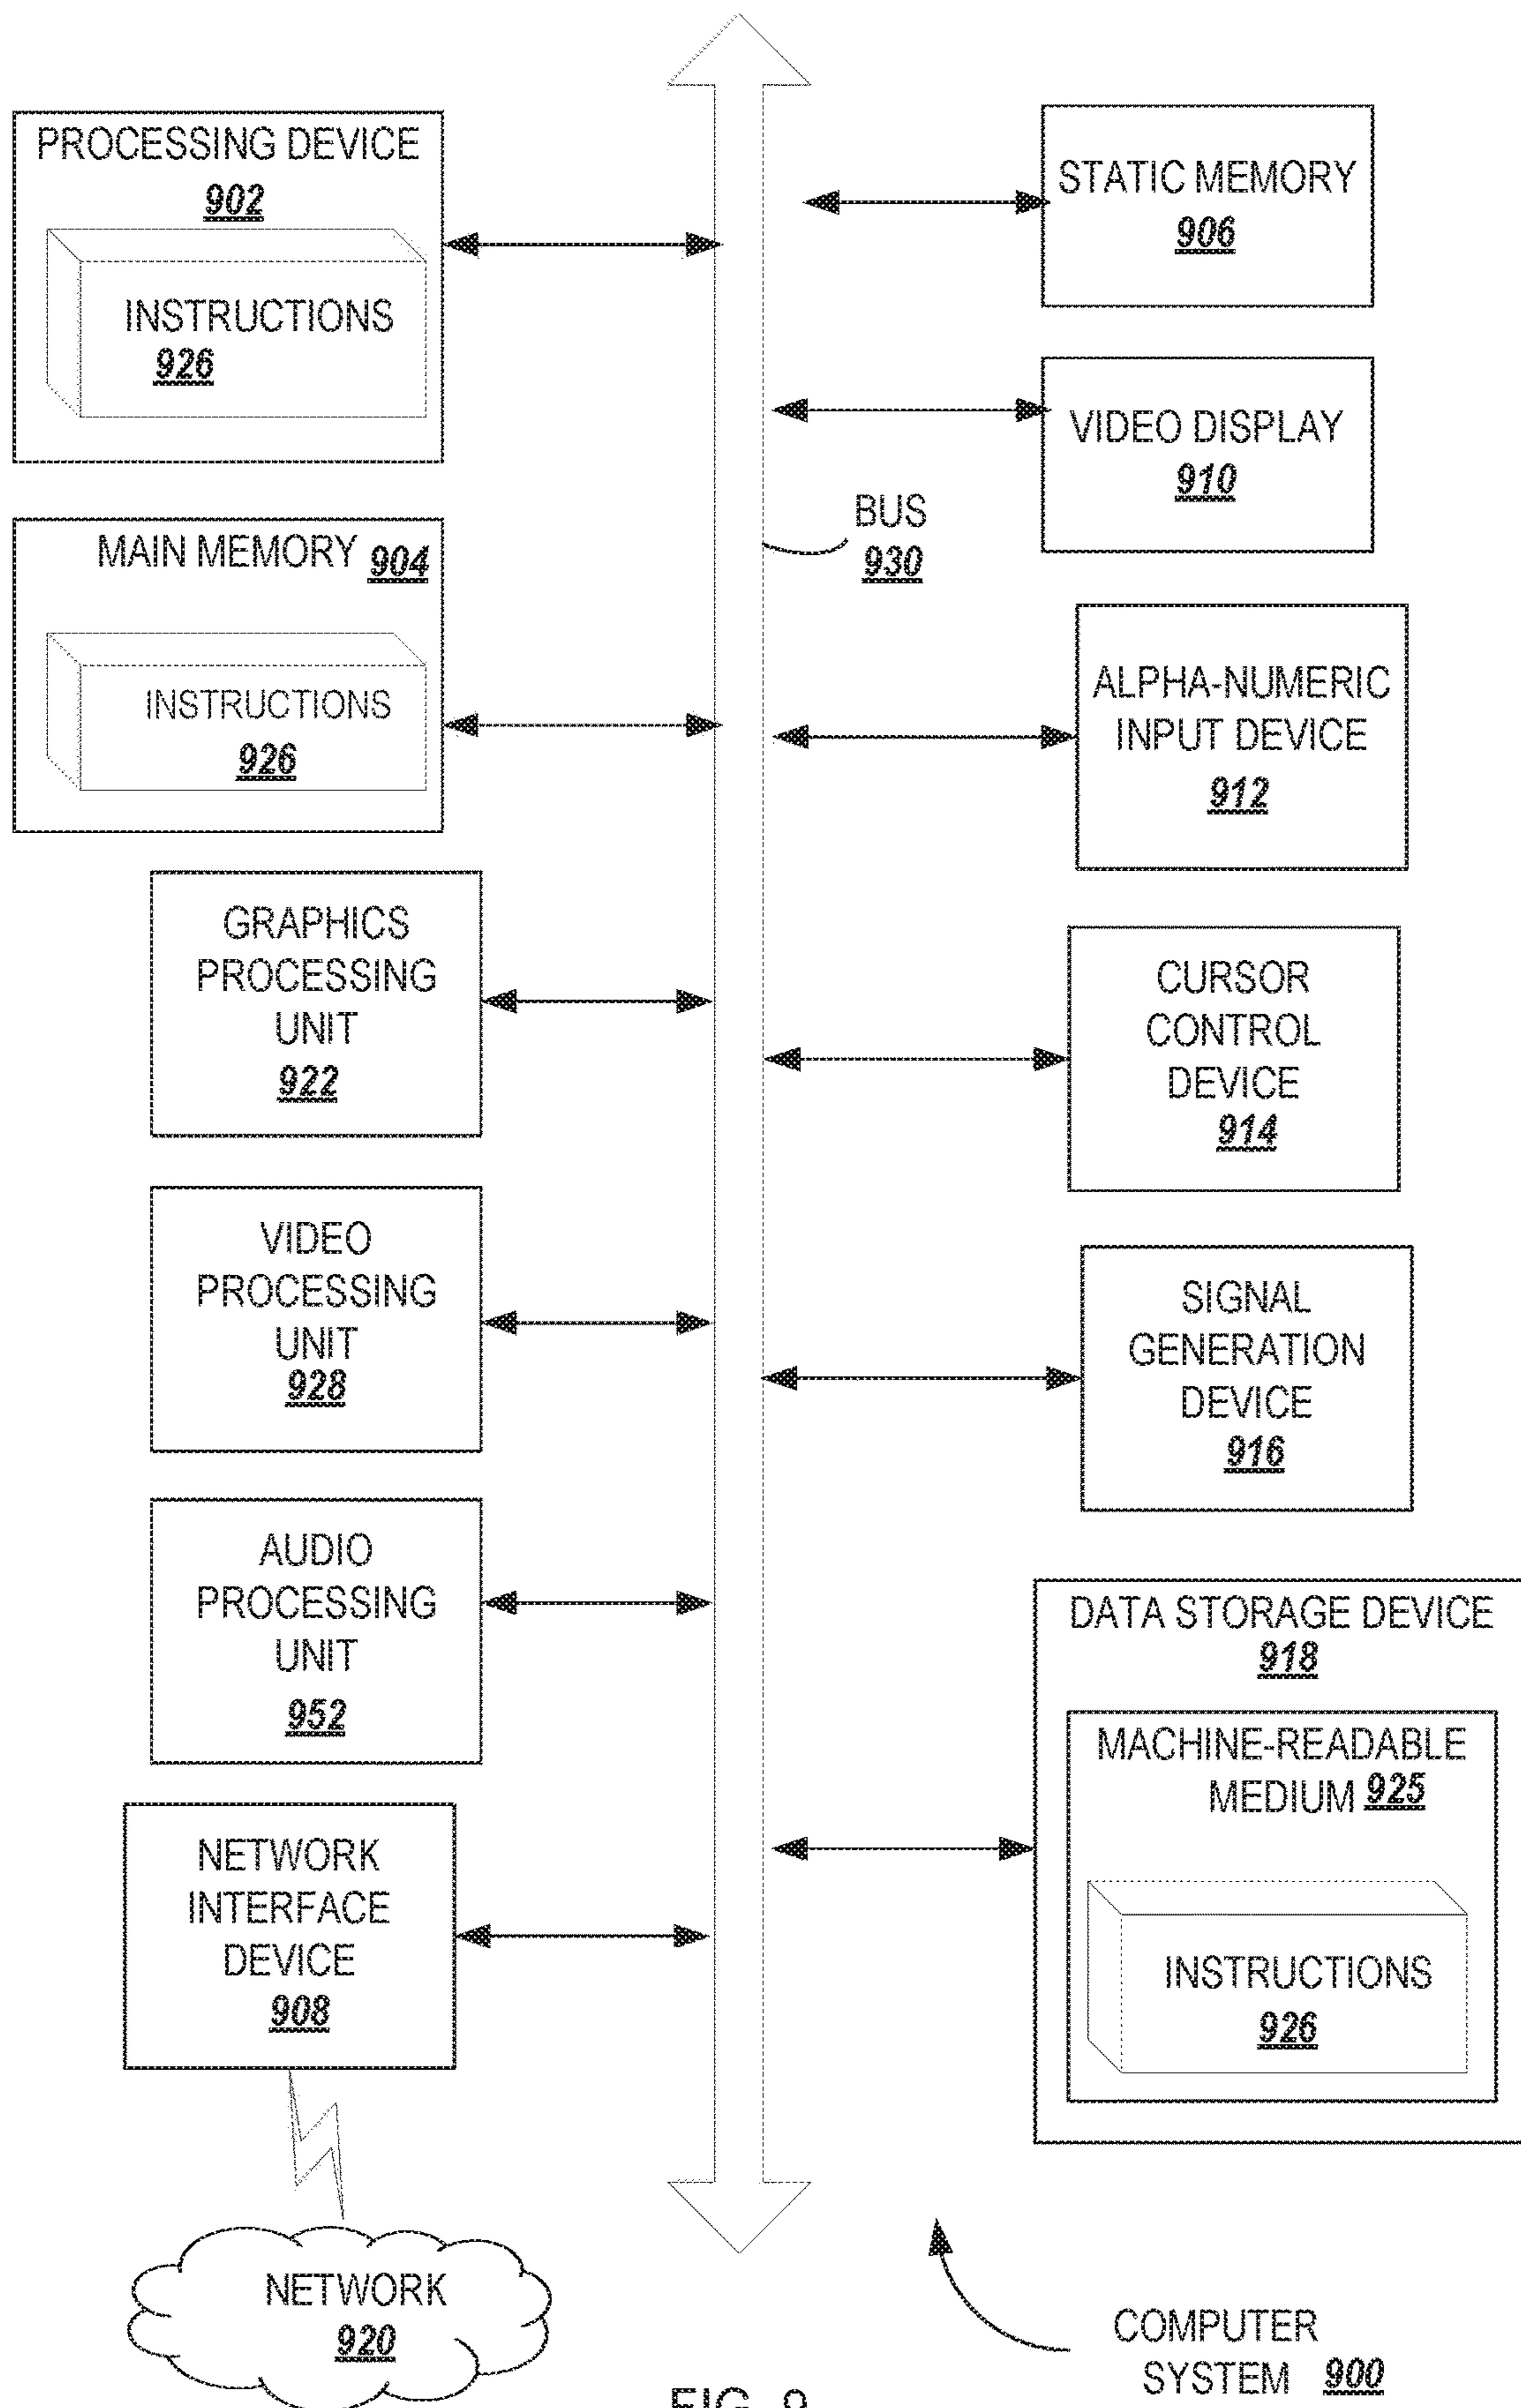 PROCESSING DEVICE
902
INSTRUCTIONS
926
MAIN MEMORY 904
INSTRUCTIONS
926
GRAPHICS
PROCESSING
UNIT
922
VIDEO
PROCESSING
UNIT
928
AUDIO
PROCESSING
UNIT
952
NETWORK
INTERFACE
DEVICE
908
NETWORK
920
BUS
930
STATIC MEMORY
906
VIDEO DISPLAY
910
ALPHA-NUMERIC
INPUT DEVICE
912
CURSOR
CONTROL
DEVICE
914
SIGNAL
GENERATION
DEVICE
916
DATA STORAGE DEVICE
918
MACHINE-READABLE
MEDIUM 925
INSTRUCTIONS
926
COMPUTER
SYSTEM 900
FIG. 9